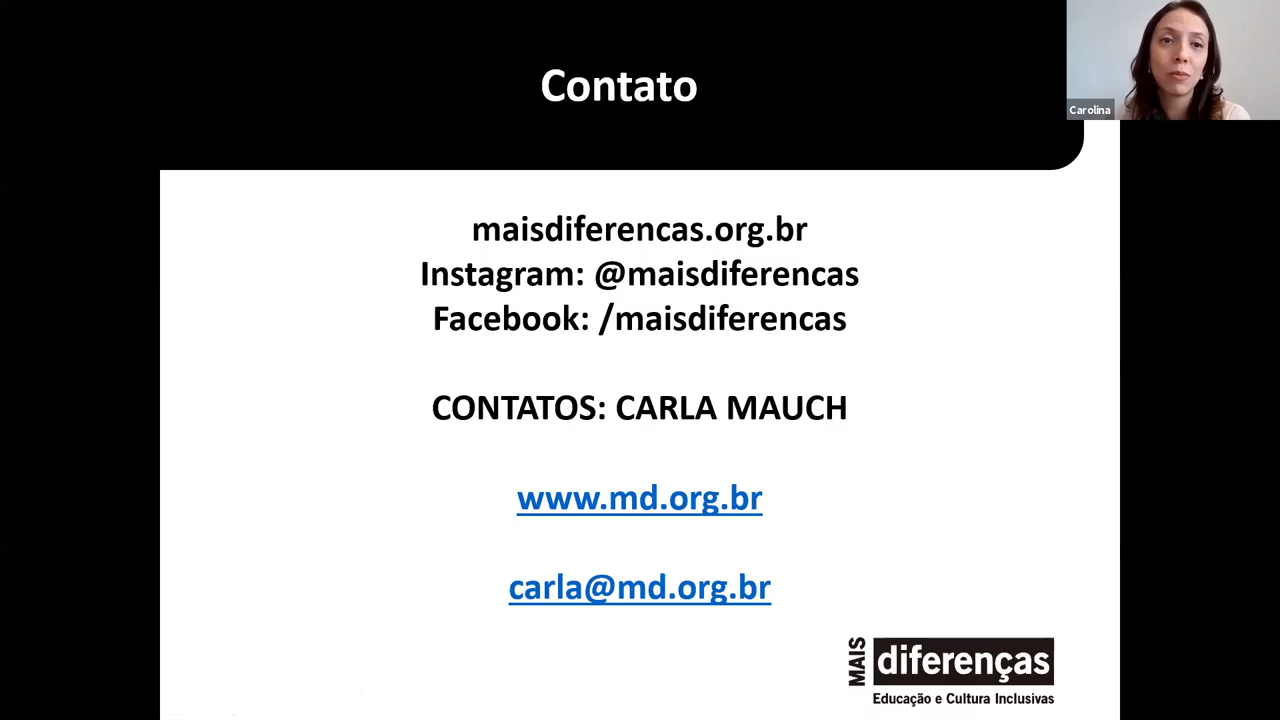 Contato
Carolina
maisdiferencas.org.br
Instagram: @maisdiferencas
Facebook: /maisdiferencas
CONTATOS: CARLA MAUCH
www.md.org.br
carla@md.org.br
MAIS
diferenças
Educação e Cultura Inclusivas